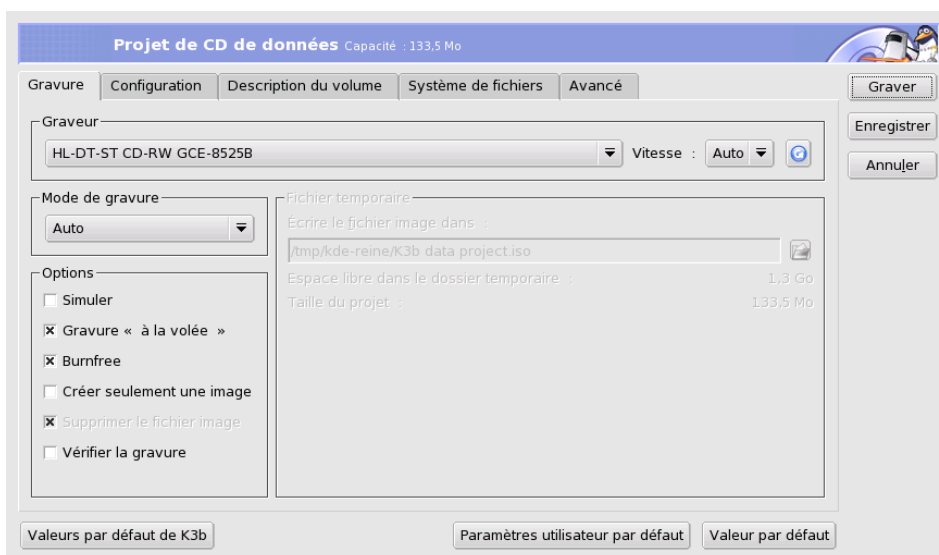 Projet de CD de données Capacité : 133,5 Mo
Gravure Configuration Description du volume Système de fichiers Avancé
Graver
Enregistrer
Annuler
Graveur
HL-DT-ST CD-RW GCE-8525B Vitesse : Auto
Mode de gravure
Auto
Fichier temporaire
Écrire le fichier image dans :
/tmp/kde-reine/K3b data project.iso
Espace libre dans le dossier temporaire : 1,3 Go
Taille du projet : 133,5 Mo
Options
Simuler
Gravure « à la volée »
Burnfree
Créer seulement une image
Supprimer le fichier image
Vérifier la gravure
Valeurs par défaut de K3b Paramètres utilisateur par défaut Valeur par défaut